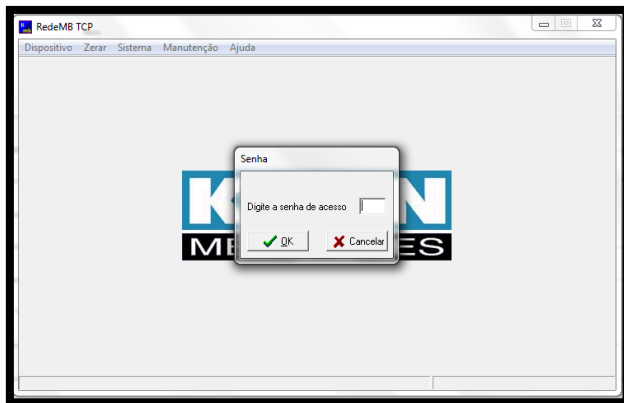 RedeMB TCP
Dispositivo Zerar Sistema Manutenção Ajuda
Senha
Digite a senha de acesso
OK Cancelar